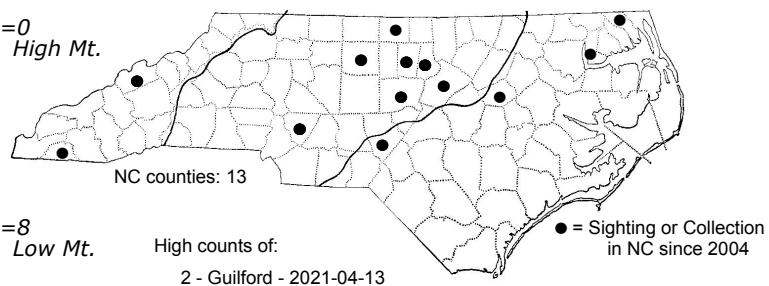 =0
High Mt.
NC counties: 13
=8
Low Mt.
High counts of:
2 - Guilford - 2021-04-13
● = Sighting or Collection
in NC since 2004